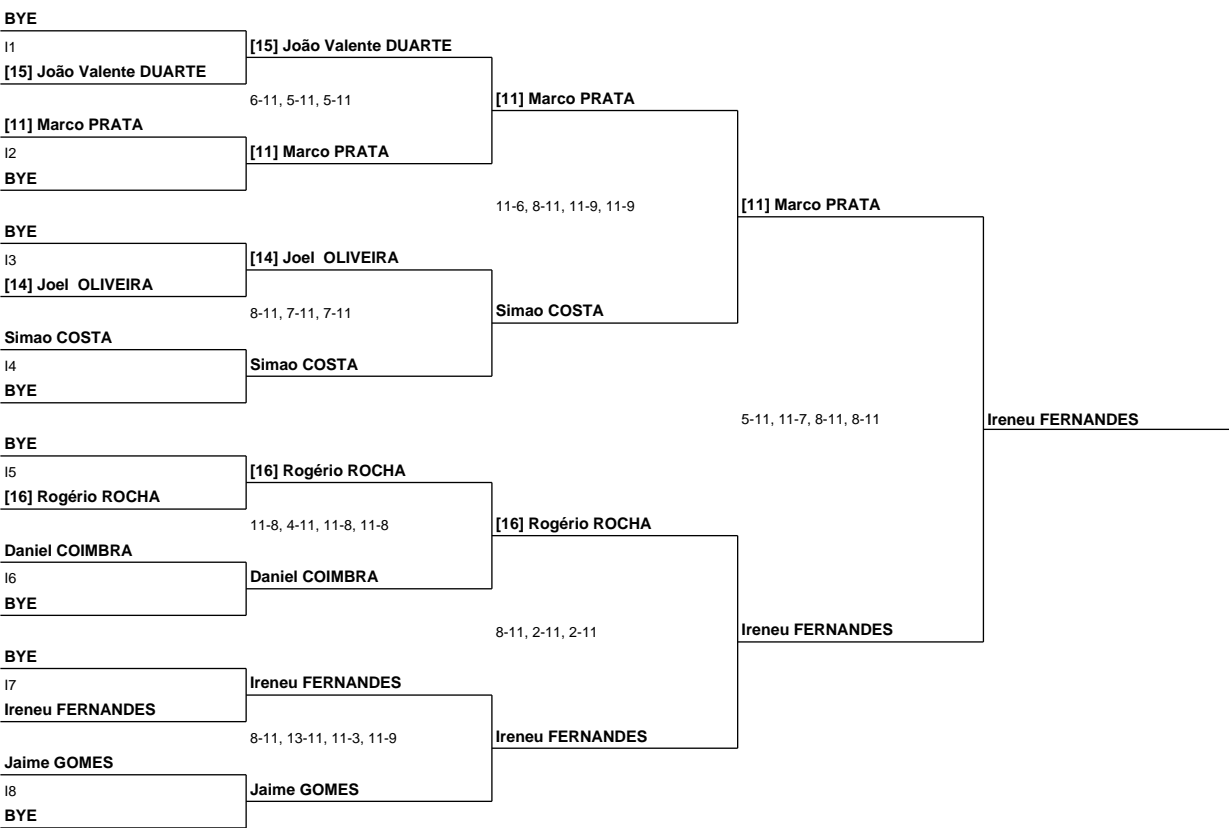 BYE
I1
[15] João Valente DUARTE
[15] João Valente DUARTE
6-11, 5-11, 5-11
[11] Marco PRATA
[11] Marco PRATA
I2
[11] Marco PRATA
BYE
11-6, 8-11, 11-9, 11-9
[11] Marco PRATA
BYE
I3
[14] Joel  OLIVEIRA
[14] Joel  OLIVEIRA
8-11, 7-11, 7-11
Simao COSTA
Simao COSTA
I4
Simao COSTA
BYE
5-11, 11-7, 8-11, 8-11
Ireneu FERNANDES
BYE
I5
[16] Rogério ROCHA
[16] Rogério ROCHA
11-8, 4-11, 11-8, 11-8
[16] Rogério ROCHA
Daniel COIMBRA
I6
Daniel COIMBRA
BYE
8-11, 2-11, 2-11
Ireneu FERNANDES
BYE
I7
Ireneu FERNANDES
Ireneu FERNANDES
8-11, 13-11, 11-3, 11-9
Ireneu FERNANDES
Jaime GOMES
I8
Jaime GOMES
BYE